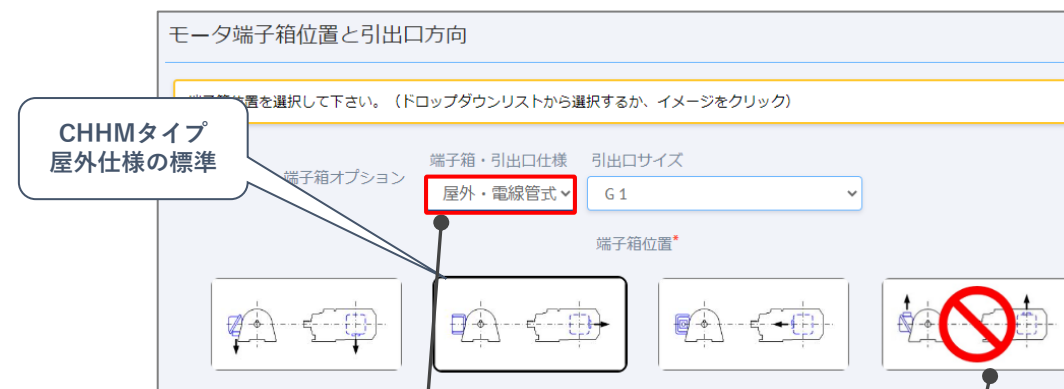 モータ端子箱位置と引出口方向
置を選択して下さい。（ドロップダウンリストから選択するか、イメージをクリック）
CHHMタイプ
屋外仕様の標準
端子箱・引出口仕様 引出口サイズ
端子箱オプション
屋外・電線管式 G 1
端子箱位置*